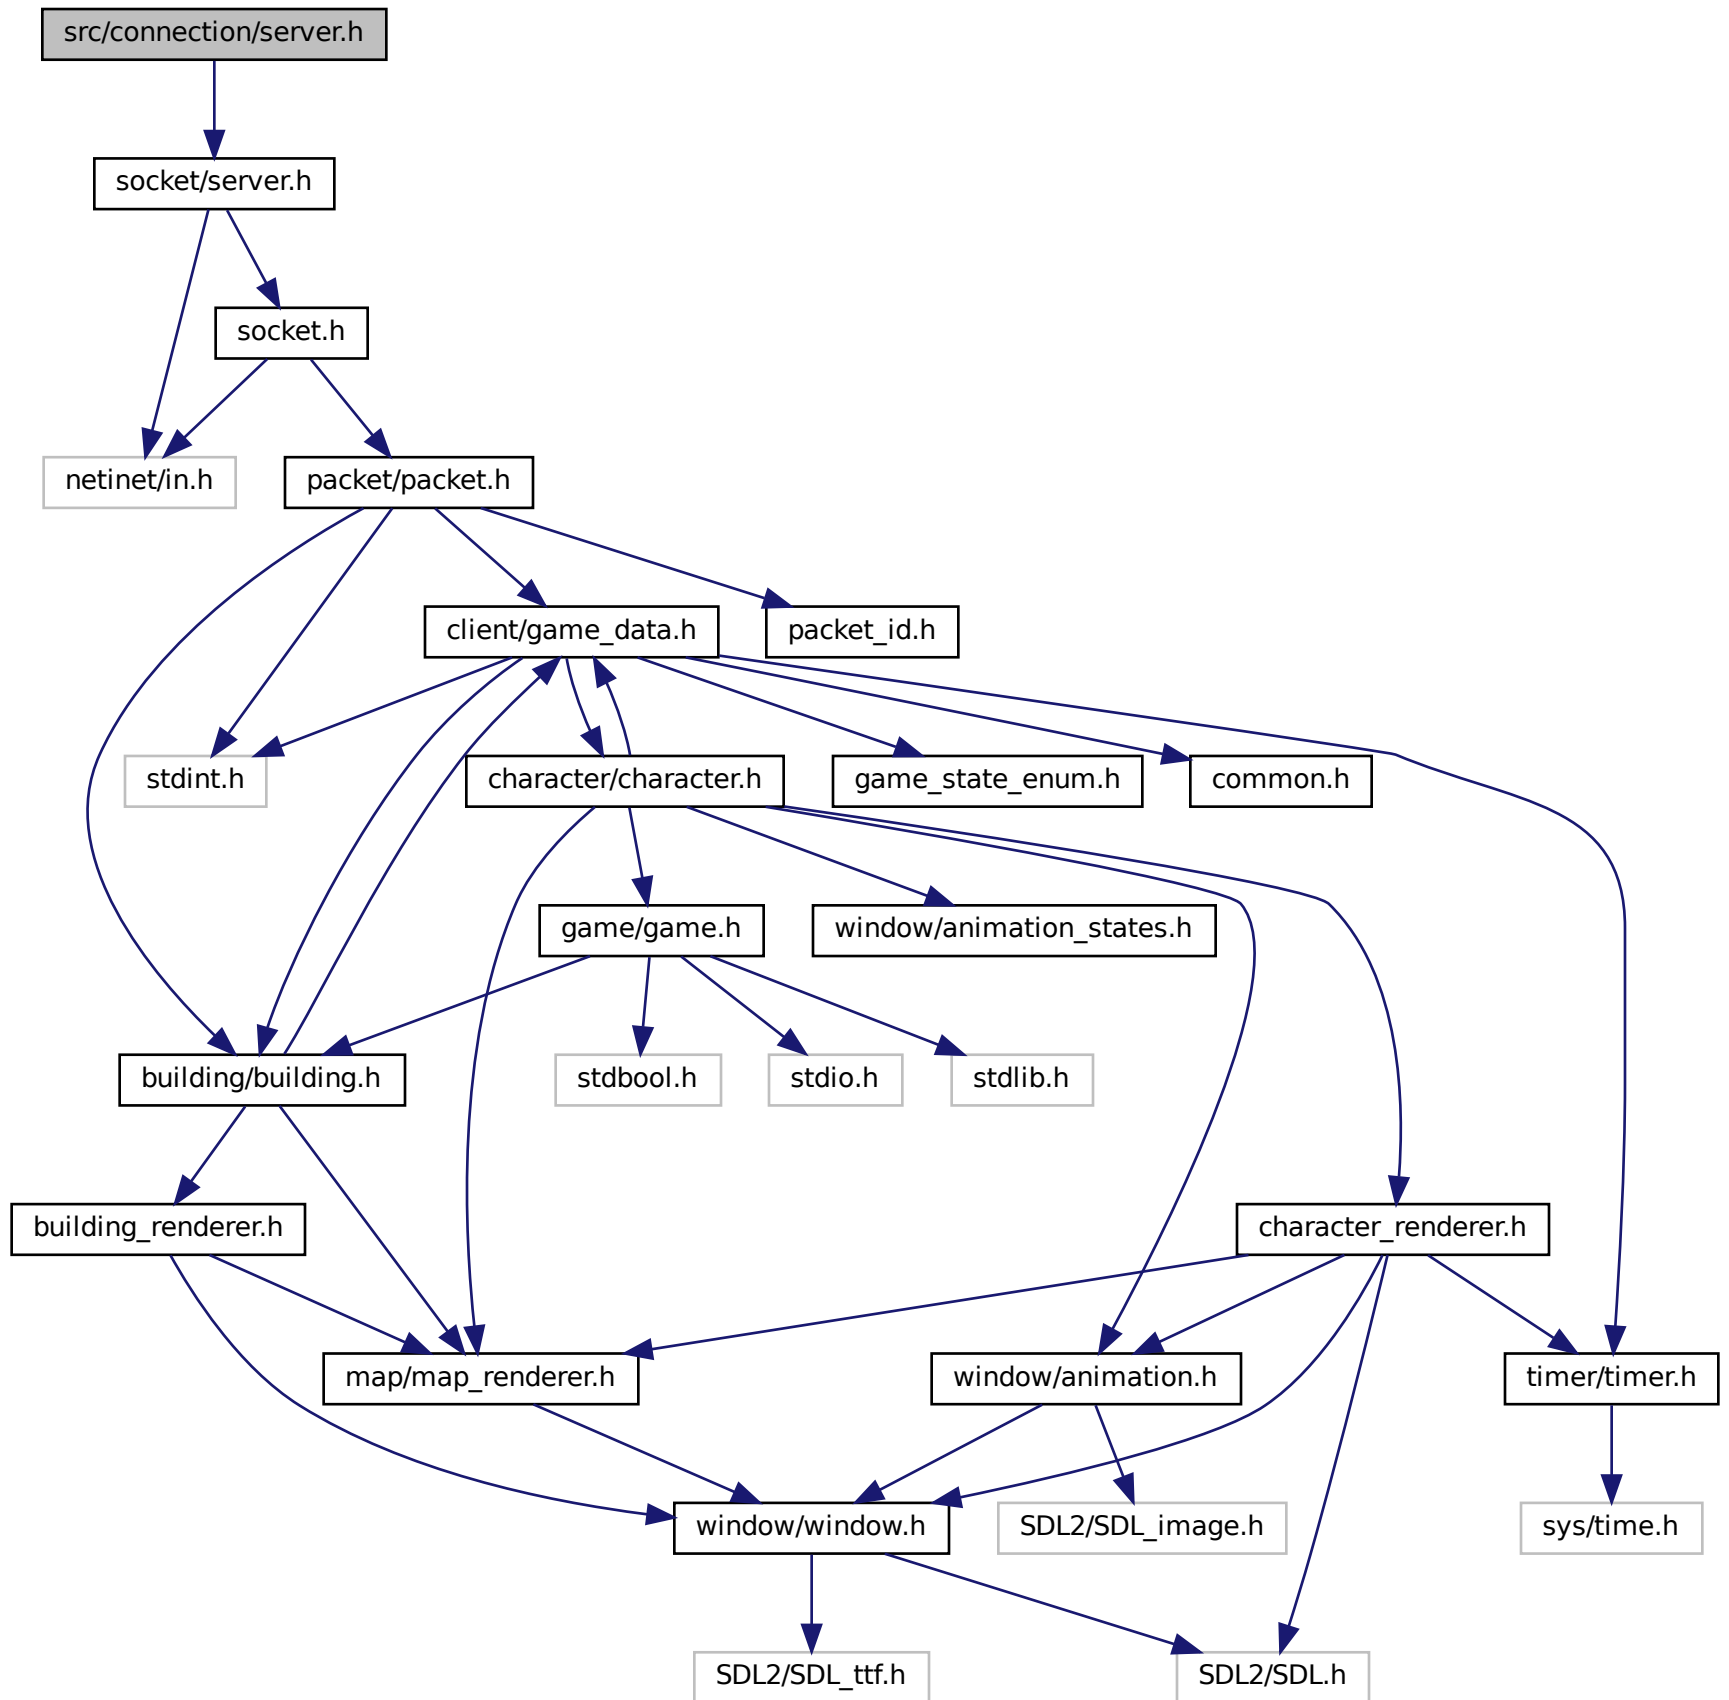 src/connection/server.h
socket/server.h
socket.h
netinet/in.h
packet/packet.h
client/game_data.h
packet_id.h
stdint.h
character/character.h
game_state_enum.h
common.h
game/game.h
window/animation_states.h
building/building.h
stdbool.h
stdio.h
stdlib.h
building_renderer.h
character_renderer.h
map/map_renderer.h
window/animation.h
timer/timer.h
window/window.h
SDL2/SDL_image.h
sys/time.h
SDL2/SDL_ttf.h
SDL2/SDL.h